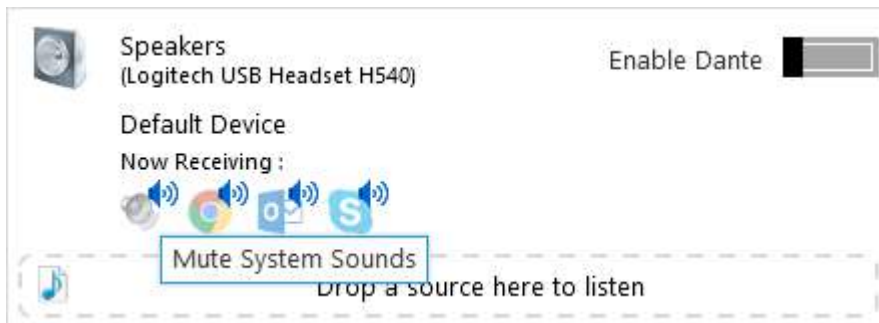 Speakers
(Logitech USB Headset H540)
Enable Dante
Default Device
Now Receiving :
Mute System Sounds
Drop a source here to listen